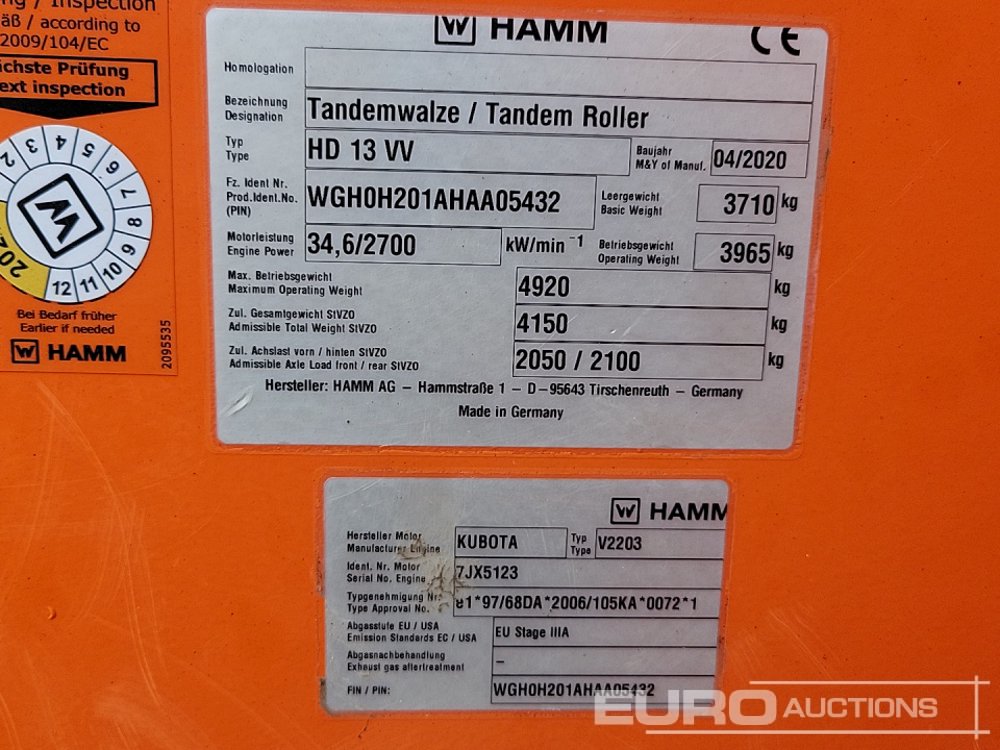 / Inspection
äß / according to
2009/104/EC
chste Prüfung
ext inspection
2 3 4 5 6 7 8 9 10 11 12
Bei Bedarf früher
Earlier if needed
HAMM
2095535
HAMM
CE
Homologation
Bezeichnung
Designation
Tandemwalze / Tandem Roller
Typ
Type
HD 13 VV
Baujahr
M&Y of Manuf.
04/2020
Fz. Ident Nr.
Prod.Ident.No.
(PIN)
WGH0H201AHAA05432
Leergewicht
Basic Weight
3710 kg
Motorleistung
Engine Power
34,6/2700
kW/min -1
Betriebsgewicht
Operating Weight
3965 kg
Max. Betriebsgewicht
Maximum Operating Weight
4920 kg
Zul. Gesamtgewicht StVZO
Admissible Total Weight StVZO
4150 kg
Zul. Achslast vorn / hinten StVZO
Admissible Axle Load front / rear StVZO
2050 / 2100 kg
Hersteller: HAMM AG – Hammstraße 1 – D–95643 Tirschenreuth – Germany
Made in Germany
HAMM
Hersteller Motor
Manufacturer Engine
KUBOTA
Typ
Type
V2203
Ident. Nr. Motor
Serial No. Engine
7JX5123
Typgenehmigung Nr.
Type Approval No.
e1*97/68DA*2006/105KA*0072*1
Abgasstufe EU / USA
Emission Standards EC / USA
EU Stage IIIA
Abgasnachbehandlung
Exhaust gas aftertreatment
–
FIN / PIN:
WGH0H201AHAA05432
EURO AUCTIONS